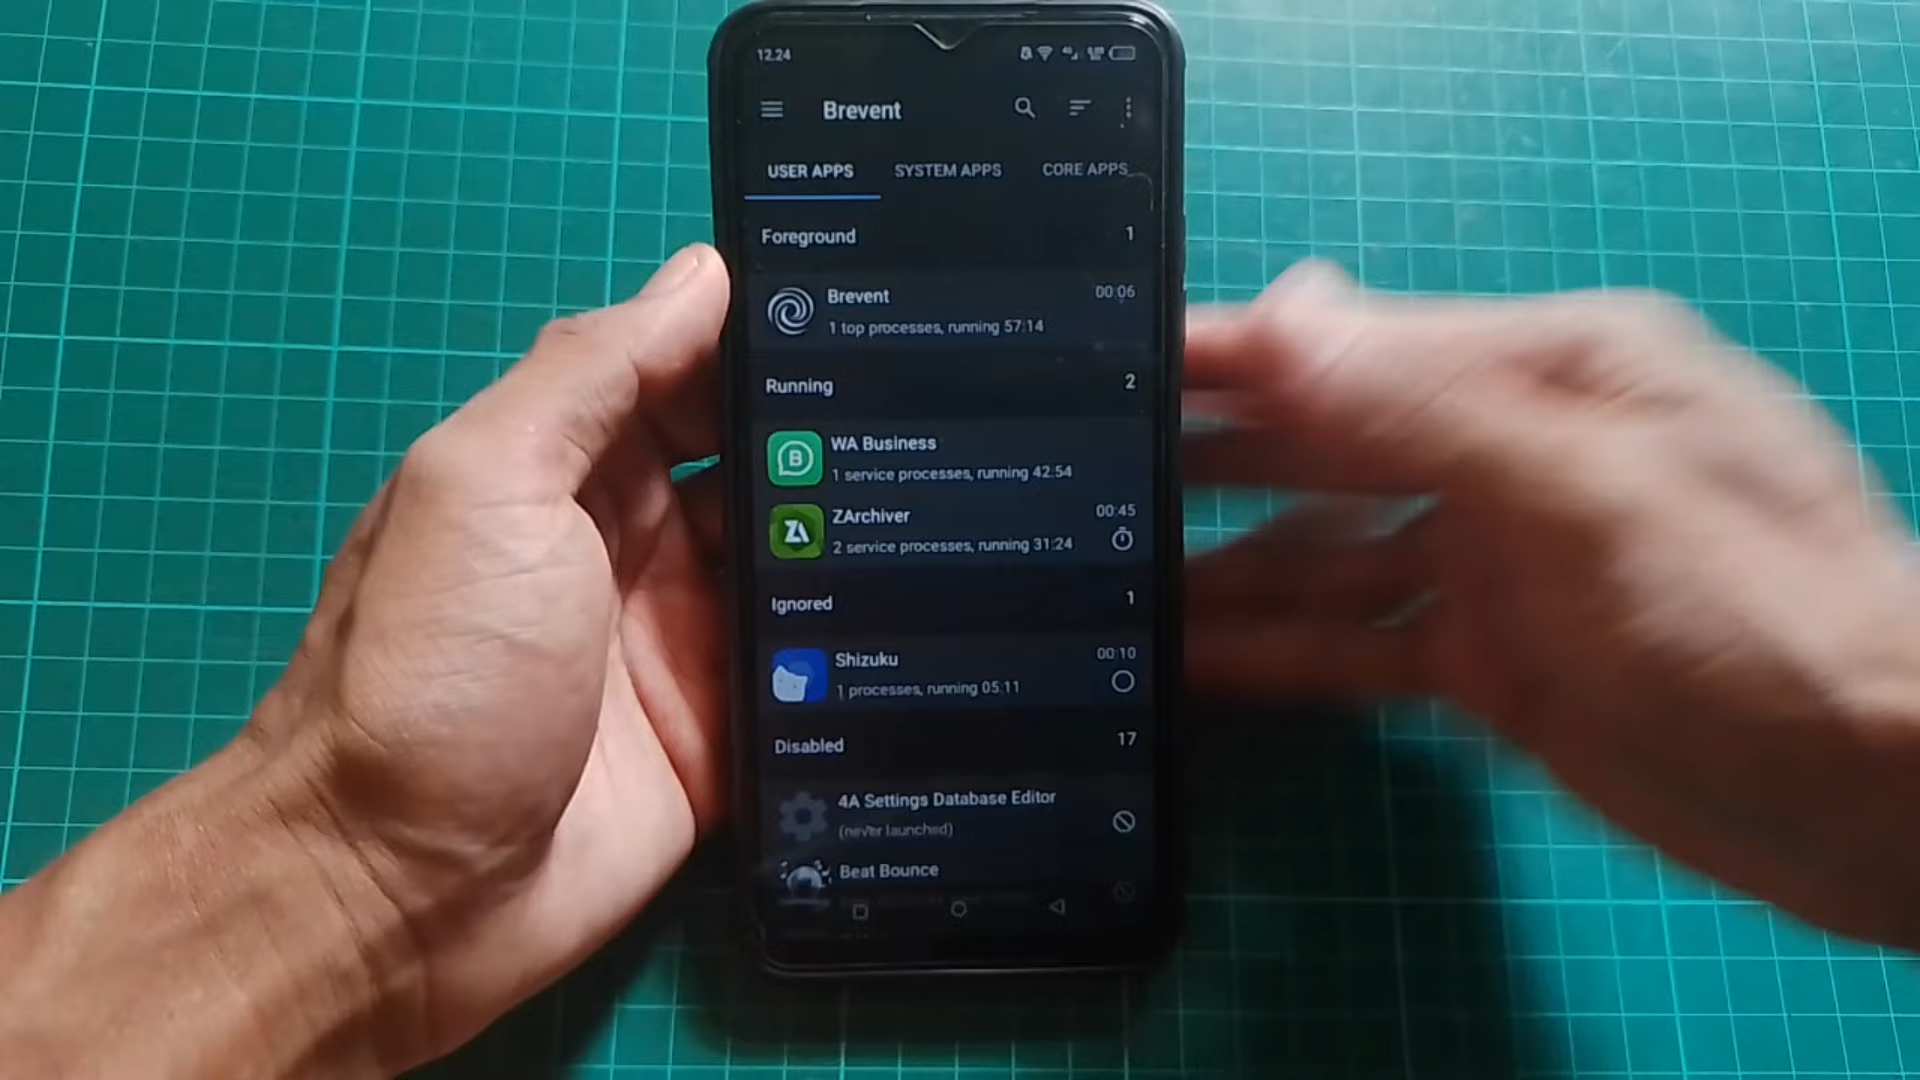 12.24
Brevent
USER APPS SYSTEM APPS CORE APPS
Foreground 1
Brevent 00:06
1 top processes, running 57:14
Running 2
WA Business
B
1 service processes, running 42:54
ZArchiver 00:45
ZA
2 service processes, running 31:24
Ignored 1
Shizuku 00:10
1 processes, running 05:11
Disabled 17
4A Settings Database Editor
(never launched)
Beat Bounce